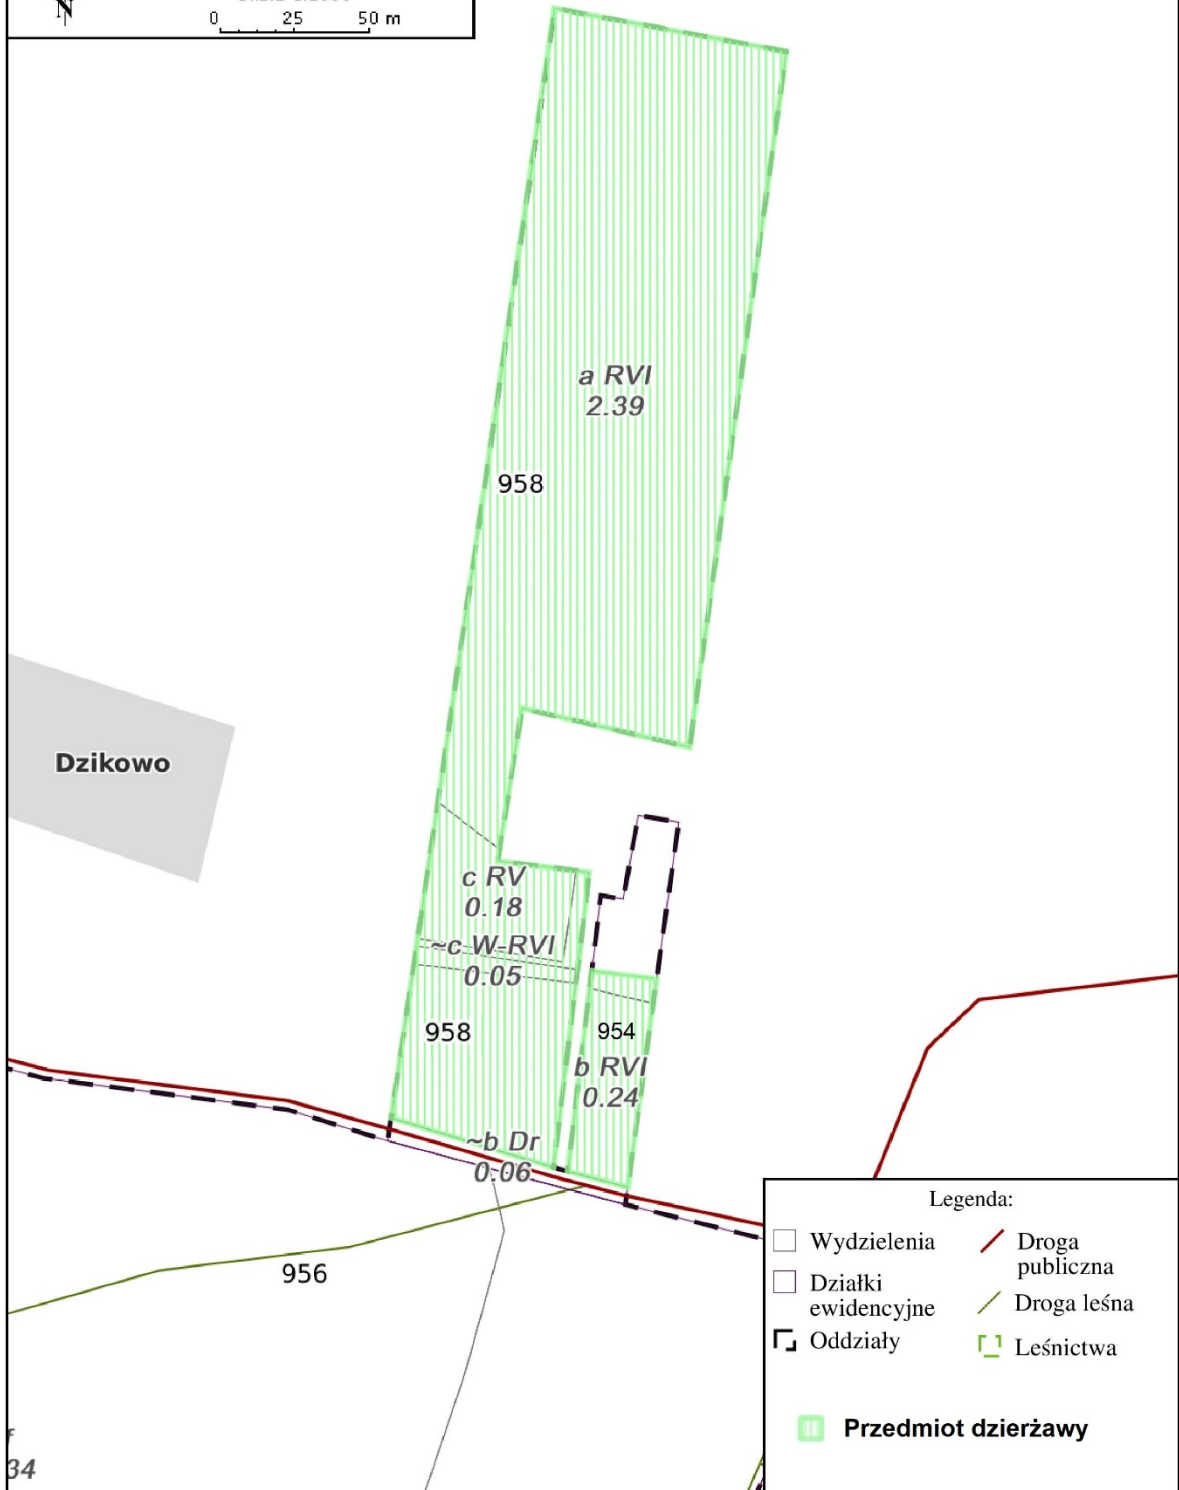 N
0 25 50 m
a RVI
2.39
958
Dzikowo
c RV
0.18
~c W-RVI
0.05
958
954
b RVI
0.24
~b Dr
0.06
956
f
34
Legenda:
Wydzielenia
Działki
ewidencyjne
Oddziały
Droga
publiczna
Droga leśna
Leśnictwa
Przedmiot dzierżawy